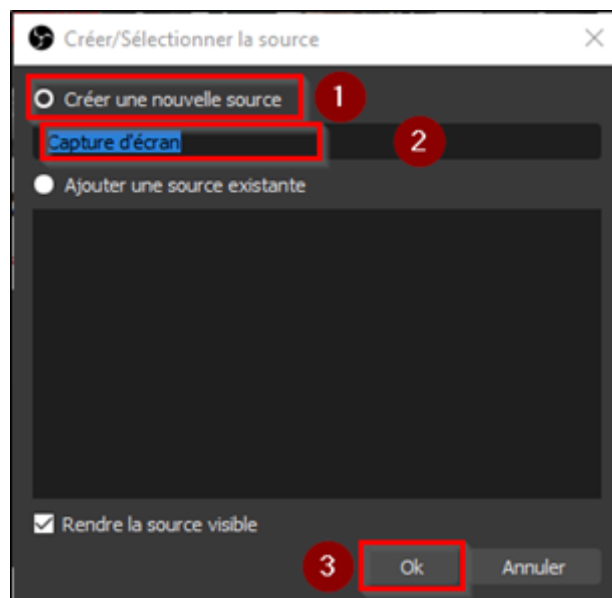 Créer/Sélectionner la source
Créer une nouvelle source 1
Capture d'écran 2
Ajouter une source existante
Rendre la source visible
3 Ok Annuler